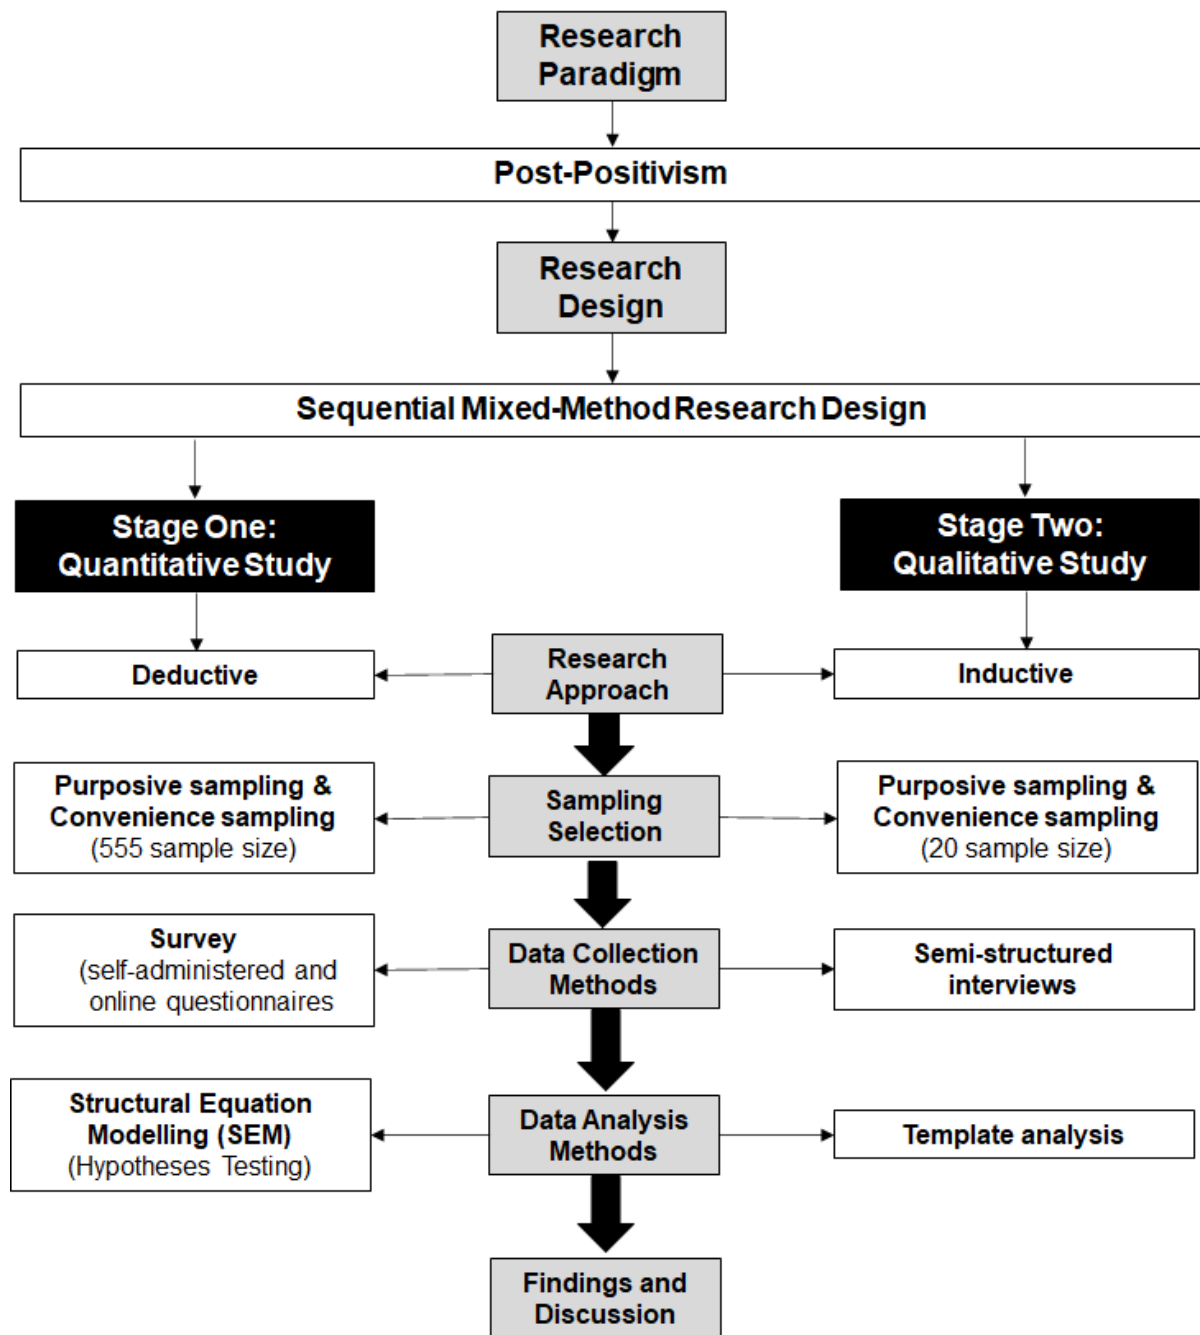 Research
Paradigm
Post-Positivism
Research
Design
Sequential Mixed-Method Research Design
Stage One:
Quantitative Study
Stage Two:
Qualitative Study
Deductive
Research
Approach
Inductive
Purposive sampling &
Convenience sampling
(555 sample size)
Sampling
Selection
Purposive sampling &
Convenience sampling
(20 sample size)
Survey
(self-administered and
online questionnaires
Data Collection
Methods
Semi-structured
interviews
Structural Equation
Modelling (SEM)
(Hypotheses Testing)
Data Analysis
Methods
Template analysis
Findings and
Discussion